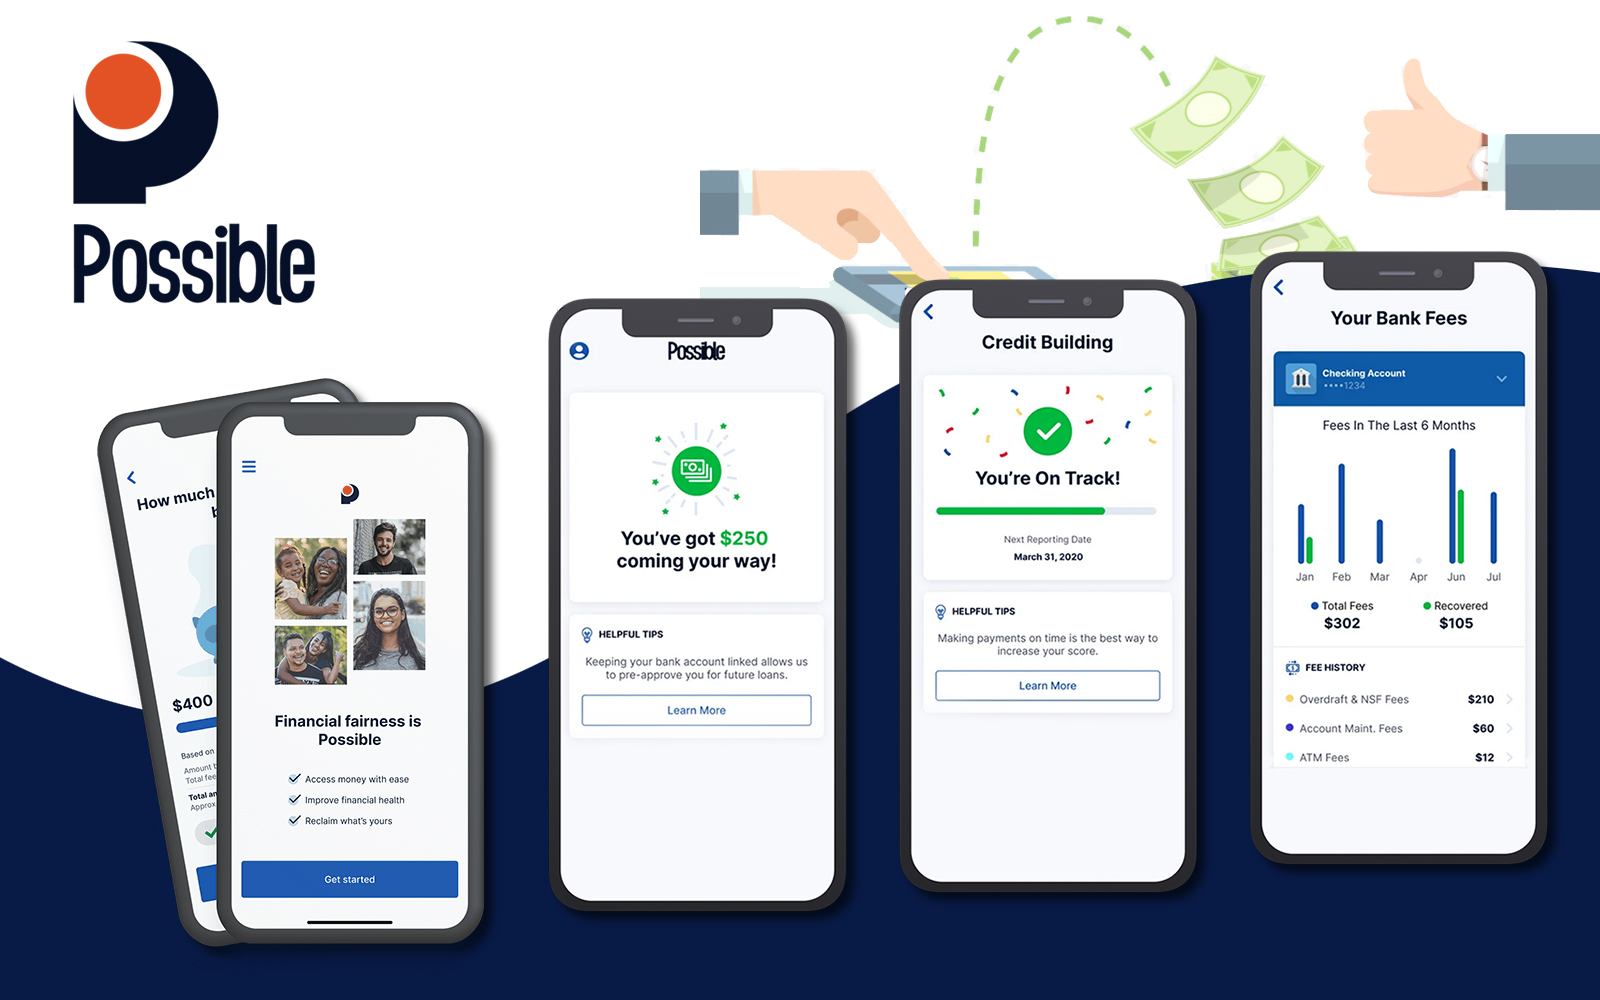 Possible
How much
$400
Based on
Total fee
Total an
Approx
Financial fairness is
Possible
Access money with ease
Improve financial health
Reclaim what's yours
Get started
Possible
You've got $250
coming your way!
HELPFUL TIPS
Keeping your bank account linked allows us
to pre-approve you for future loans.
Learn More
Credit Building
You're On Track!
Next Reporting Date
March 31, 2020
HELPFUL TIPS
Making payments on time is the best way to
increase your score.
Learn More
Your Bank Fees
Checking Account
••••1234
Fees In The Last 6 Months
Jan Feb Mar Apr Jun Jul
Total Fees Recovered
$302 $105
FEE HISTORY
Overdraft & NSF Fees $210
Account Maint. Fees $60
ATM Fees $12